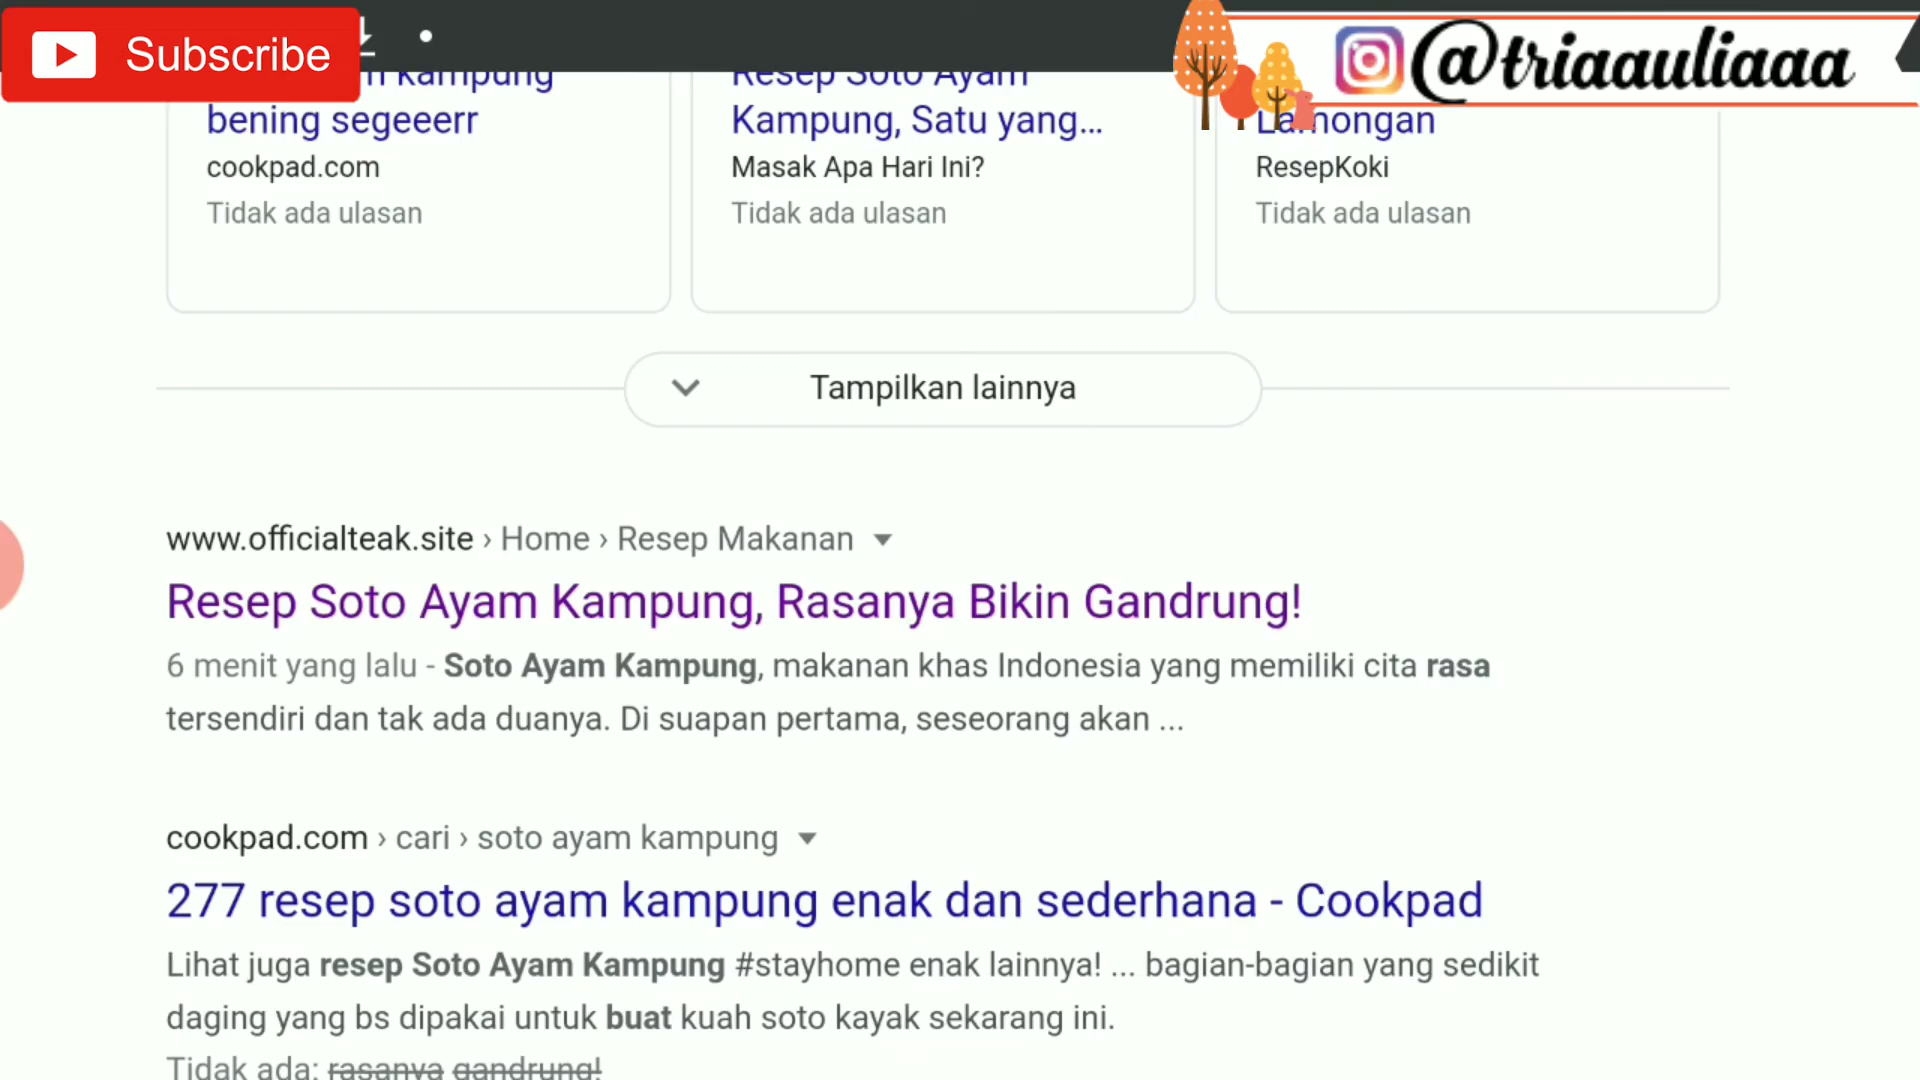 Subscribe
@triaauliaaa
kampung
bening segeeerr
cookpad.com
Tidak ada ulasan
Resep Soto Ayam
Kampung, Satu yang...
Masak Apa Hari Ini?
Tidak ada ulasan
Lamongan
ResepKoki
Tidak ada ulasan
Tampilkan lainnya
www.officialteak.site › Home › Resep Makanan
Resep Soto Ayam Kampung, Rasanya Bikin Gandrung!
6 menit yang lalu - Soto Ayam Kampung, makanan khas Indonesia yang memiliki cita rasa
tersendiri dan tak ada duanya. Di suapan pertama, seseorang akan ...
cookpad.com › cari › soto ayam kampung
277 resep soto ayam kampung enak dan sederhana - Cookpad
Lihat juga resep Soto Ayam Kampung #stayhome enak lainnya! ... bagian-bagian yang sedikit
daging yang bs dipakai untuk buat kuah soto kayak sekarang ini.
Tidak ada: rasanya gandrung!